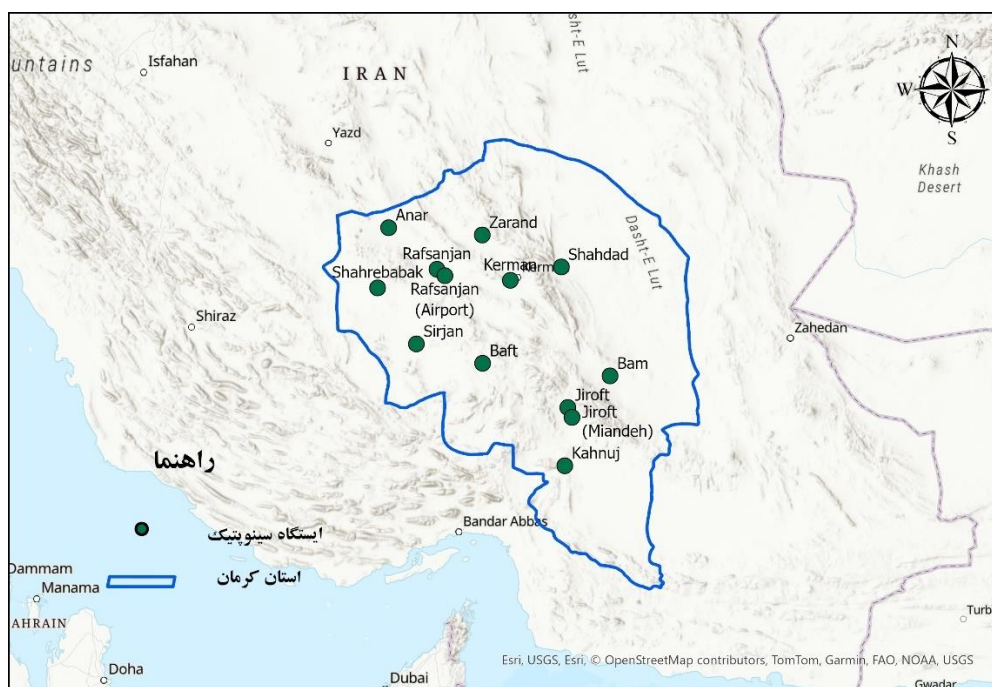 Isfahan
untains
IRAN
sht-E Lut
N
W
E
S
Yazd
Khash
Desert
Anar
Zarand
Dasht-E Lut
Rafsanjan
Kerman
Shahdad
Shahrebabak
Rafsanjan
(Airport)
Shiraz
Sirjan
Zahedan
Baft
Bam
Jiroft
Jiroft
(Miandeh)
Kahnuj
راهنما
ایستگاه سینوپتیک
Bandar Abbas
استان کرمان
Dammam
Manama
AHRAIN
Turb
Doha
Dubai
Esri, USGS, Esri, © OpenStreetMap contributors, TomTom, Garmin, FAO, NOAA, USGS
Gwadar